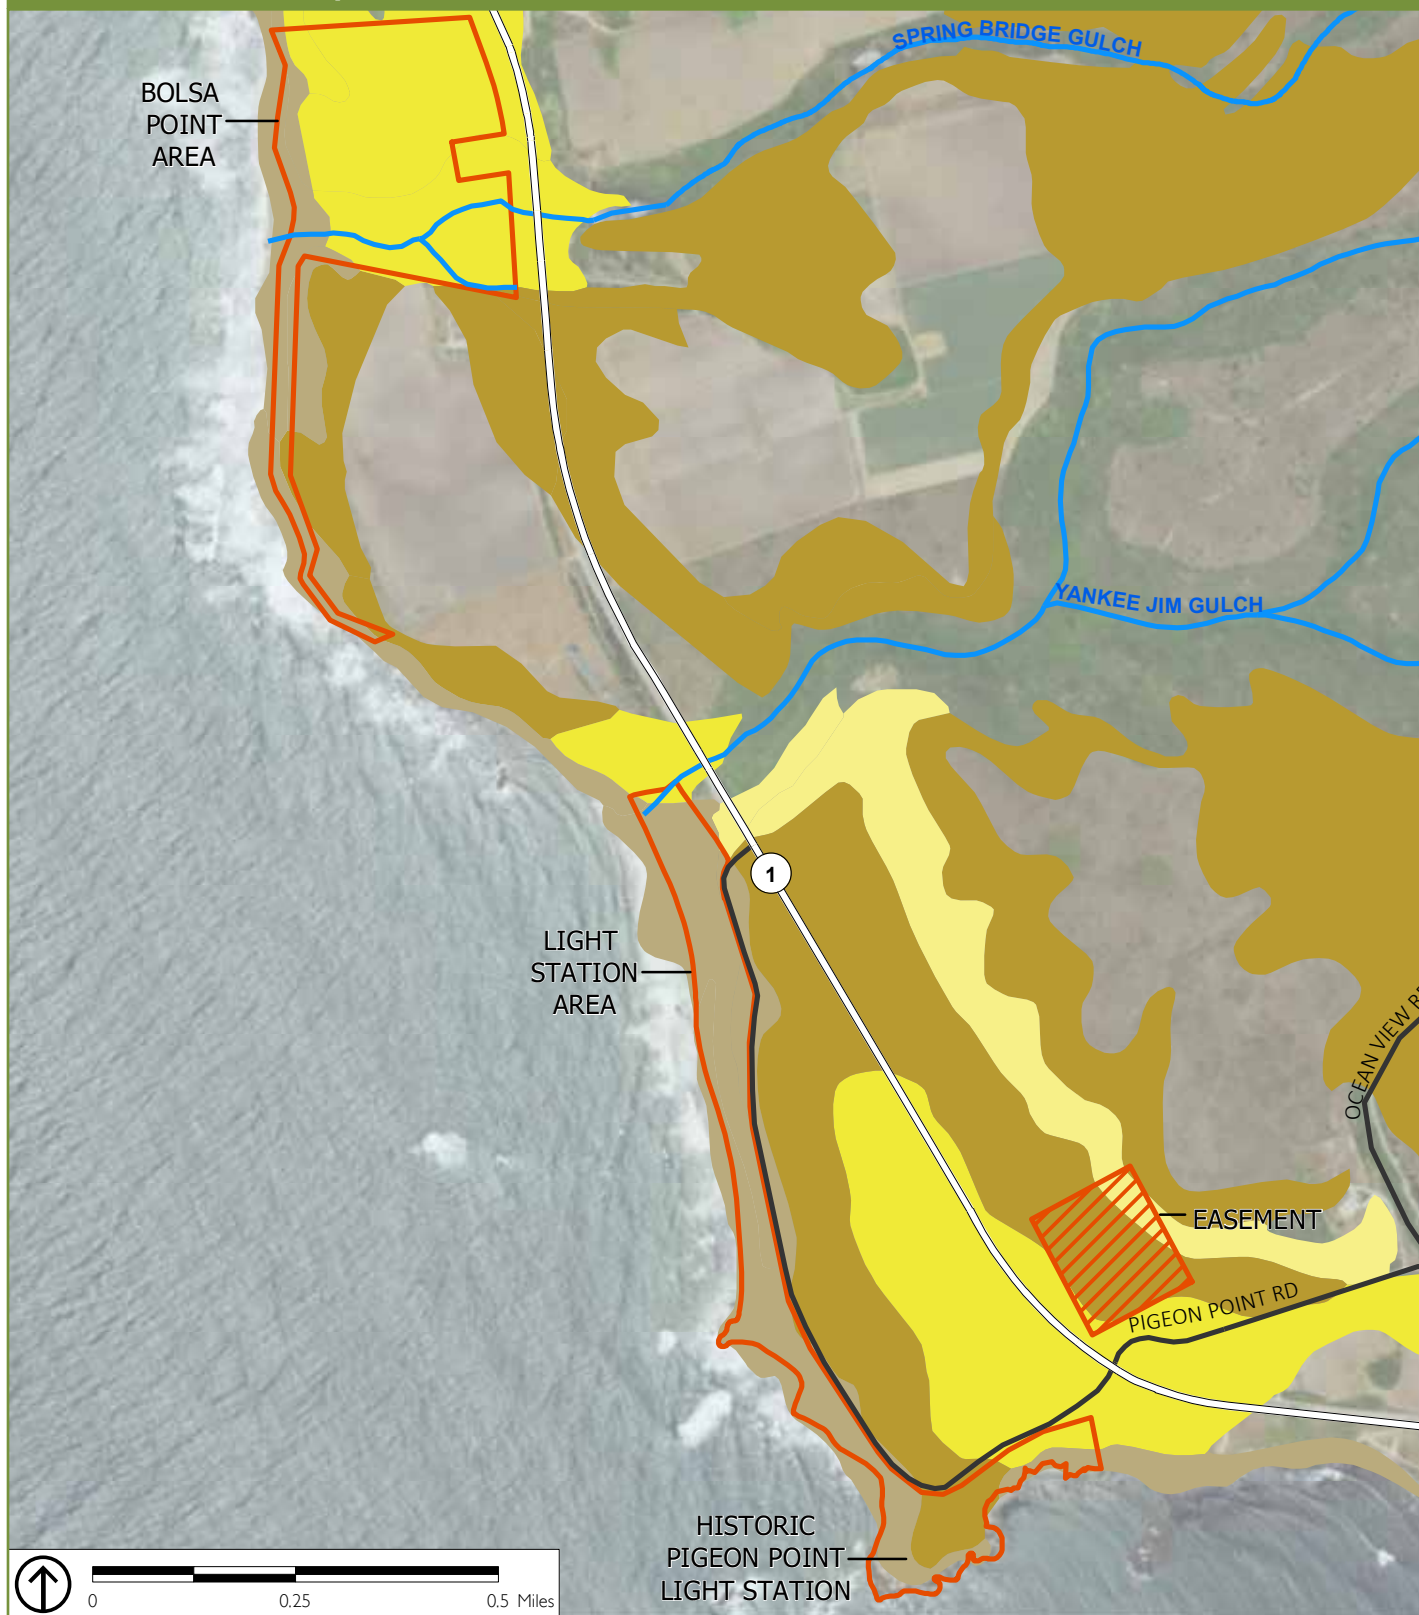 SPRING BRIDGE GULCH
BOLSA
POINT
AREA
YANKEE JIM GULCH
1
LIGHT
STATION
AREA
OCEAN VIEW
EASEMENT
PIGEON POINT RD
HISTORIC
PIGEON POINT
LIGHT STATION
0 0.25 0.5 Miles